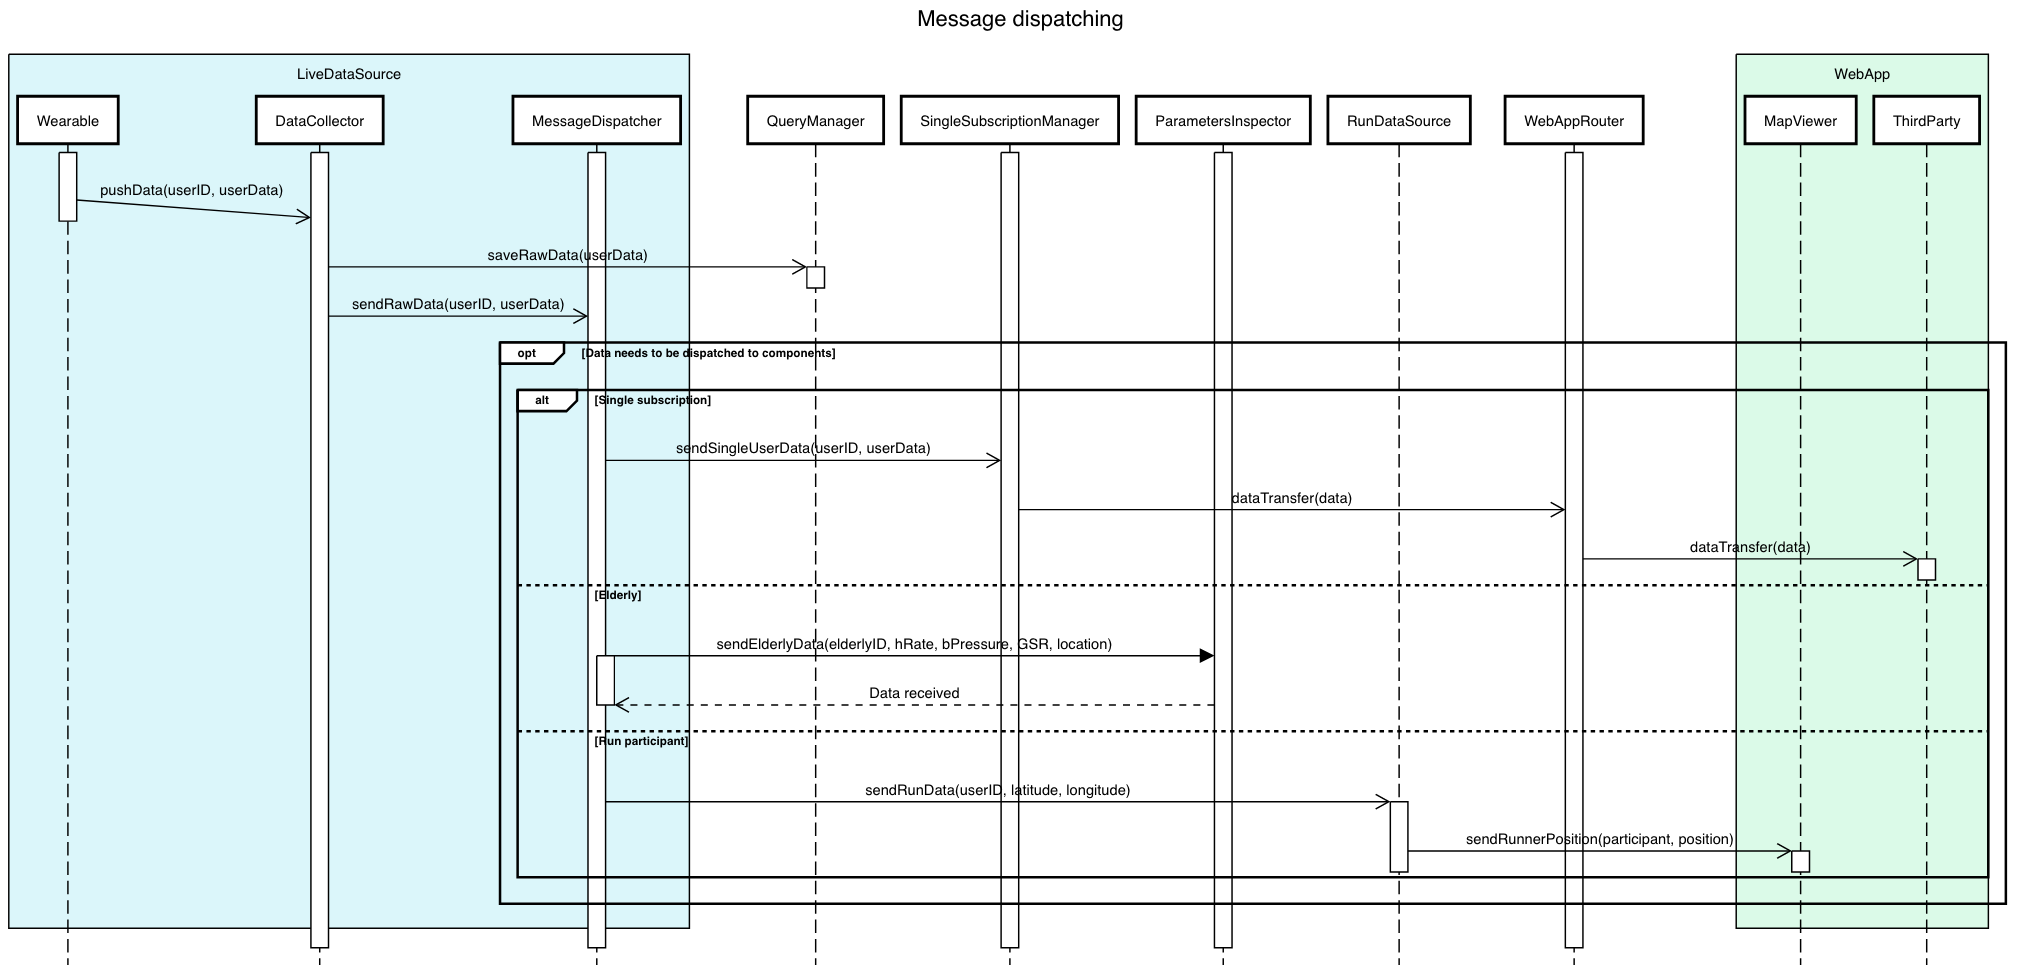 Message dispatching
LiveDataSource
WebApp
Wearable
DataCollector
MessageDispatcher
QueryManager
SingleSubscriptionManager
ParametersInspector
RunDataSource
WebAppRouter
MapViewer
ThirdParty
pushData(userID, userData)
saveRawData(userData)
sendRawData(userID, userData)
opt
[Data needs to be dispatched to components]
alt
[Single subscription]
sendSingleUserData(userID, userData)
dataTransfer(data)
dataTransfer(data)
[Elderly]
sendElderlyData(elderlyID, hRate, bPressure, GSR, location)
Data received
[Run participant]
sendRunData(userID, latitude, longitude)
sendRunnerPosition(participant, position)